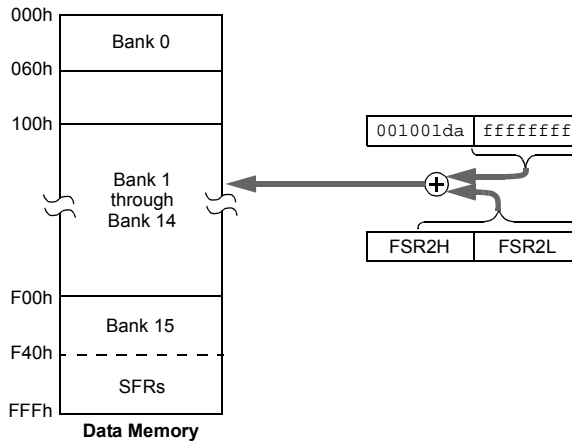 000h
Bank 0
060h
100h
001001da ffffffff
Bank 1
through
Bank 14
FSR2H FSR2L
F00h
Bank 15
F40h
SFRs
FFFh
Data Memory